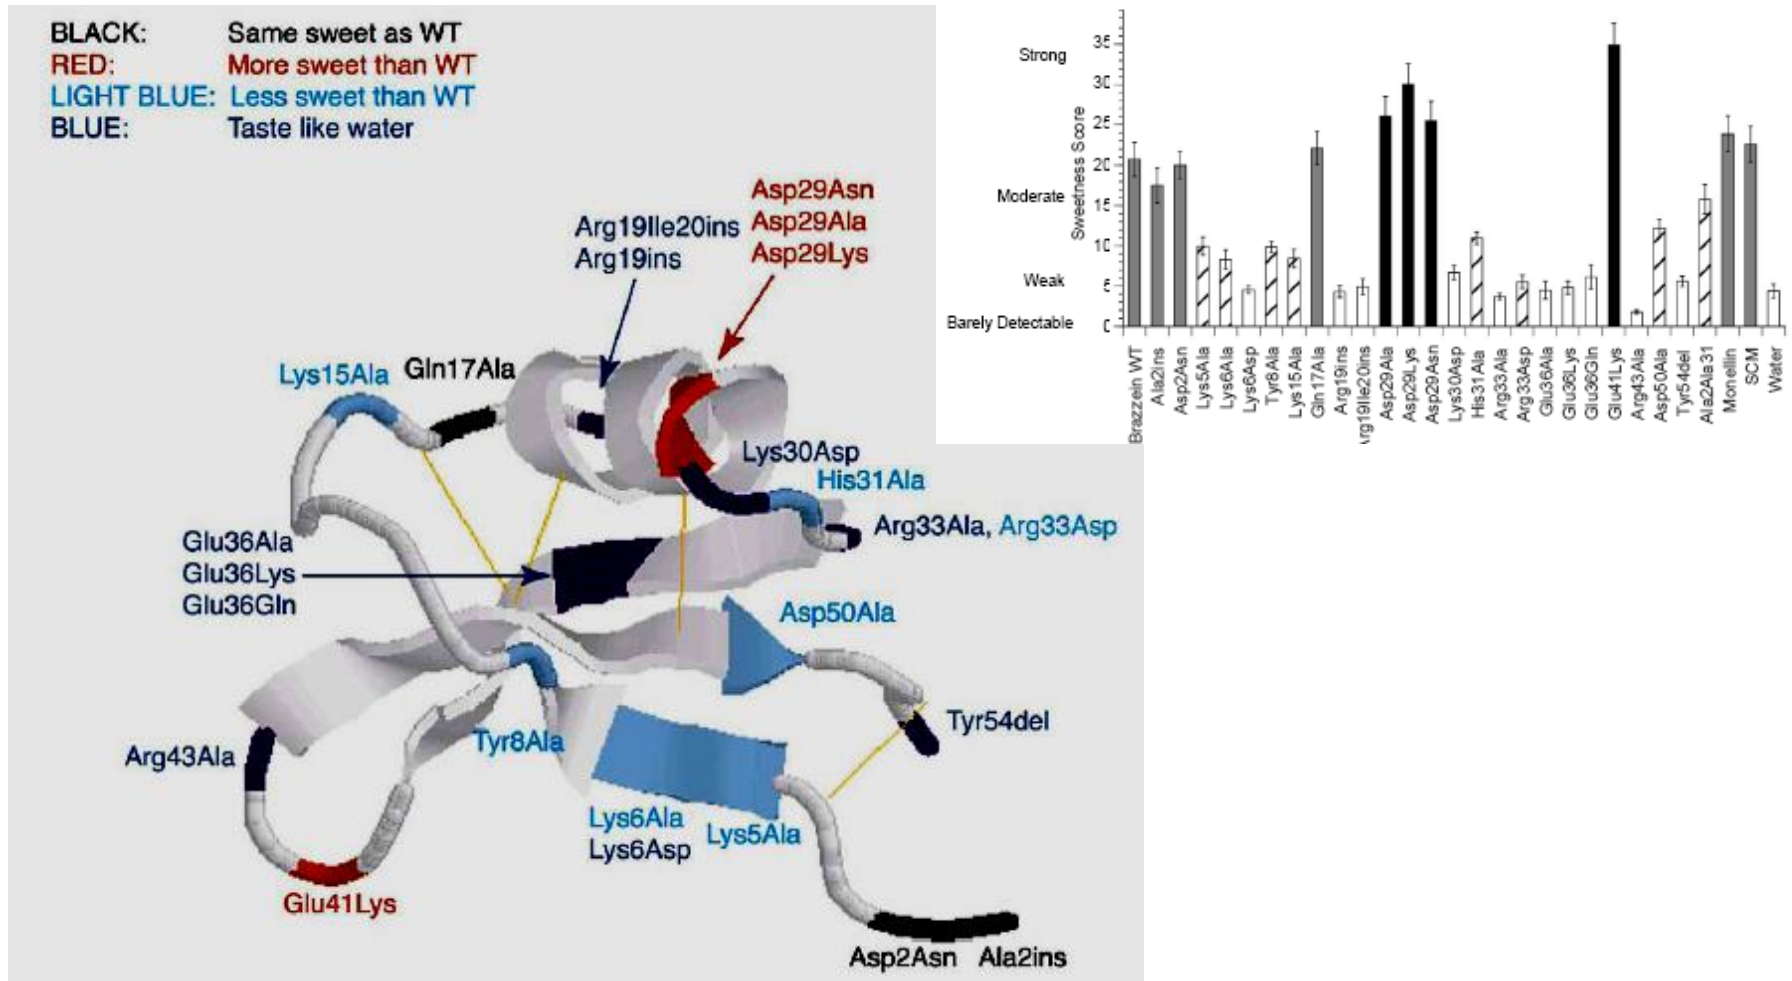 BLACK: Same sweet as WT
RED: More sweet than WT
LIGHT BLUE: Less sweet than WT
BLUE: Taste like water
Asp29Asn
Asp29Ala
Asp29Lys
Arg19Ile20ins
Arg19ins
Lys15Ala
Gln17Ala
Lys30Asp
His31Ala
Arg33Ala, Arg33Asp
Glu36Ala
Glu36Lys
Glu36Gln
Asp50Ala
Tyr54del
Arg43Ala
Tyr8Ala
Lys6Ala
Lys6Asp
Lys5Ala
Glu41Lys
Asp2Asn
Ala2ins
Strong
Moderate
Weak
Barely Detectable
Sweetness Score
35
30
25
20
15
10
5
0
Brazzein WT
Ala2ins
Asp2Asn
Lys5Ala
Lys6Ala
Lys6Asp
Tyr8Ala
Lys15Ala
Gln17Ala
Arg19ins
Arg19Ile20ins
Asp29Ala
Asp29Lys
Asp29Asn
Lys30Asp
His31Ala
Arg33Ala
Arg33Asp
Glu36Ala
Glu36Lys
Glu36Gln
Glu41Lys
Arg43Ala
Asp50Ala
Tyr54del
Ala2Ala31
Monellin
SCM
Water